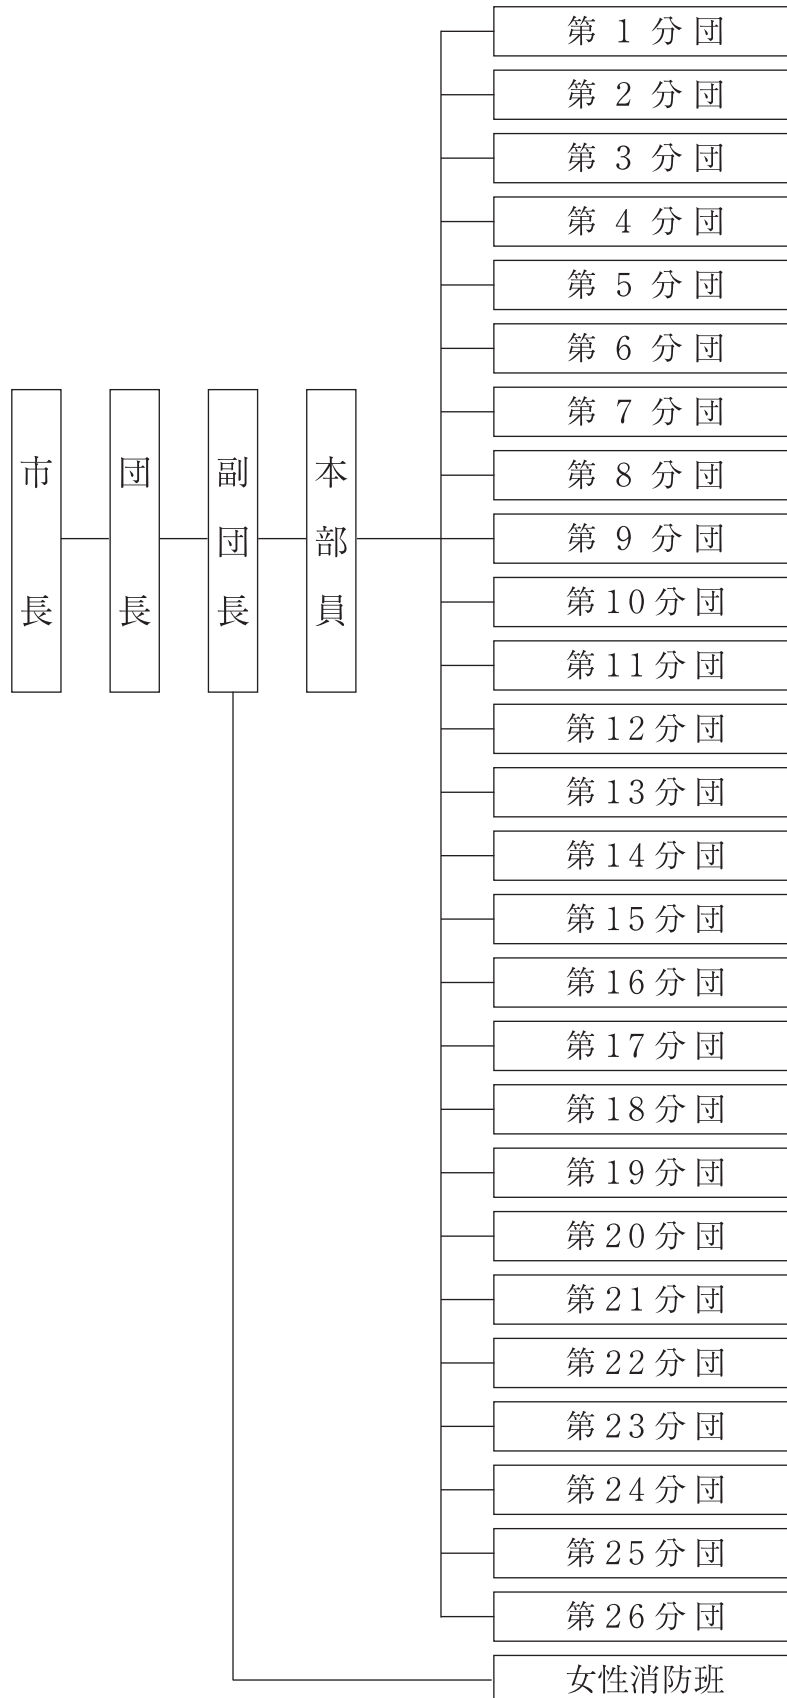 市長
団長
副団長
本部員
第1分団
第2分団
第3分団
第4分団
第5分団
第6分団
第7分団
第8分団
第9分団
第10分団
第11分団
第12分団
第13分団
第14分団
第15分団
第16分団
第17分団
第18分団
第19分団
第20分団
第21分団
第22分団
第23分団
第24分団
第25分団
第26分団
女性消防班